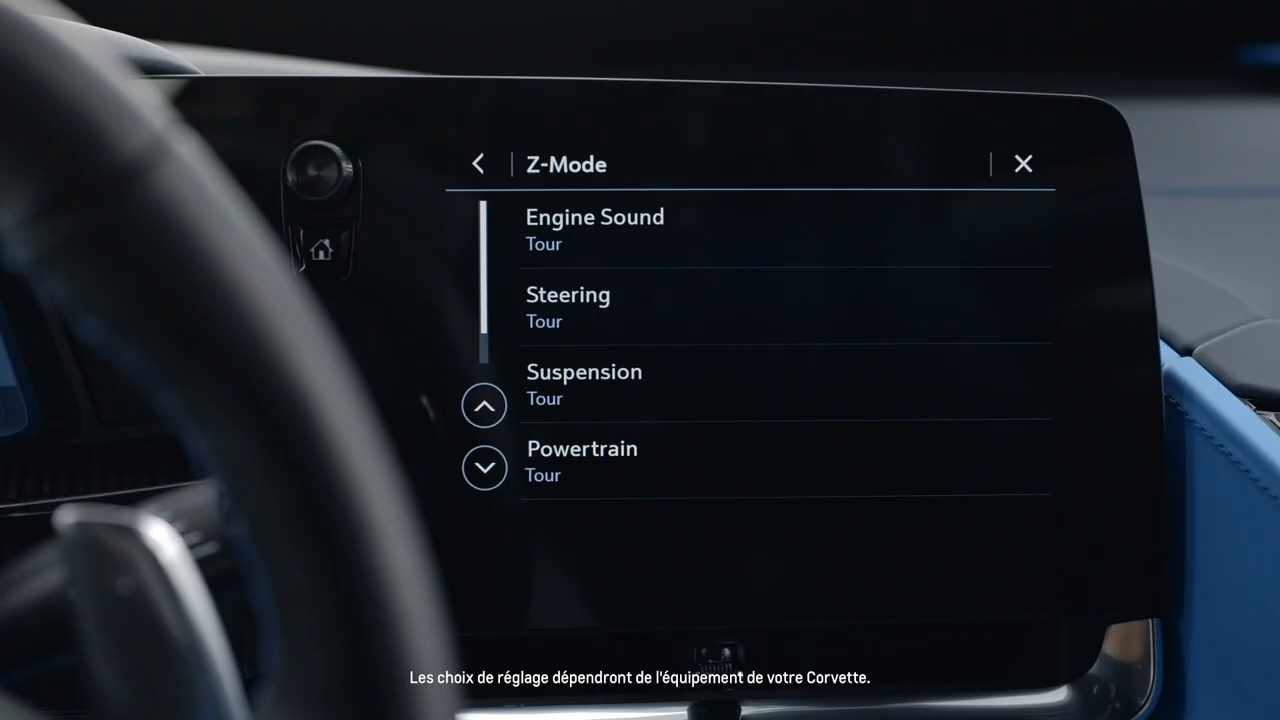 Z-Mode
Engine Sound
Tour
Steering
Tour
Suspension
Tour
Powertrain
Tour
Les choix de réglage dépendront de l'équipement de votre Corvette.